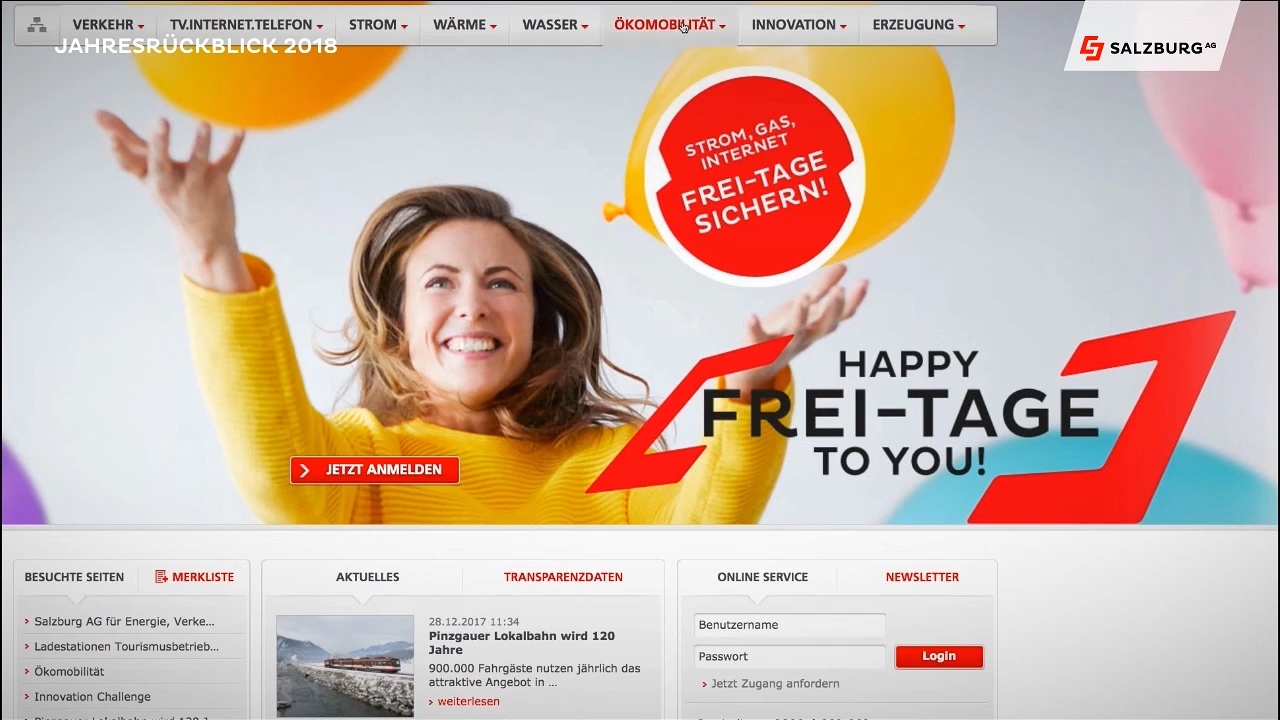 VERKEHR
TV.INTERNET.TELEFON
STROM
WÄRME
WASSER
ÖKOMOBILITÄT
INNOVATION
ERZEUGUNG
JAHRESRÜCKBLICK 2018
SALZBURG AG
STROM, GAS,
INTERNET
FREI-TAGE
SICHERN!
HAPPY
FREI-TAGE
TO YOU!
JETZT ANMELDEN
BESUCHTE SEITEN
MERKLISTE
Salzburg AG für Energie, Verke...
Ladestationen Tourismusbetrieb...
Ökomobilität
Innovation Challenge
AKTUELLES
TRANSPARENZDATEN
28.12.2017 11:34
Pinzgauer Lokalbahn wird 120
Jahre
900.000 Fahrgäste nutzen jährlich das
attraktive Angebot in ...
weiterlesen
ONLINE SERVICE
NEWSLETTER
Benutzername
Passwort
Login
Jetzt Zugang anfordern